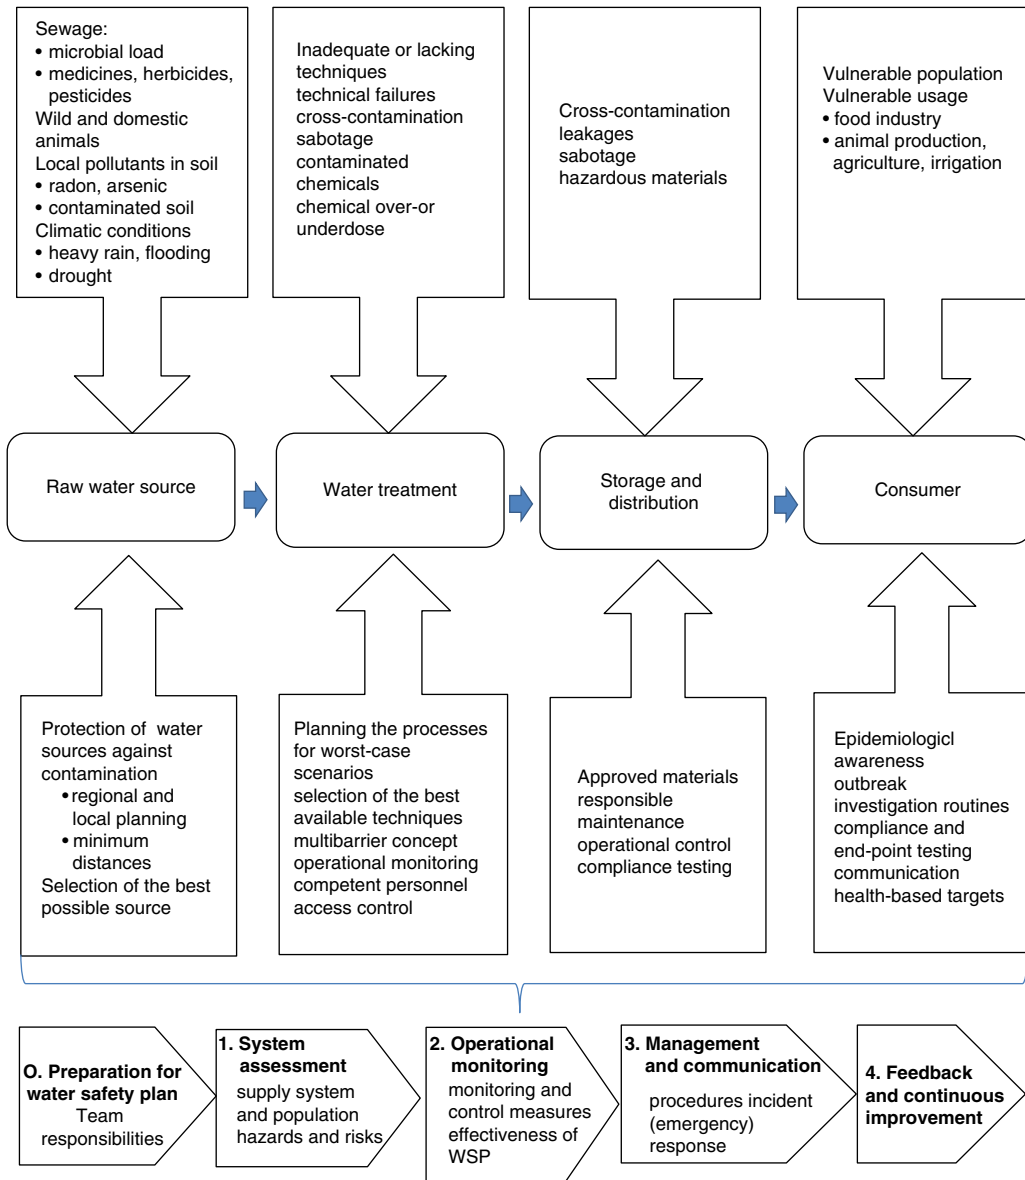 Sewage:
• microbial load
• medicines, herbicides,
pesticides
Wild and domestic
animals
Local pollutants in soil
• radon, arsenic
• contaminated soil
Climatic conditions
• heavy rain, flooding
• drought
Inadequate or lacking
techniques
technical failures
cross-contamination
sabotage
contaminated
chemicals
chemical over-or
underdose
Cross-contamination
leakages
sabotage
hazardous materials
Vulnerable population
Vulnerable usage
• food industry
• animal production,
agriculture, irrigation
Raw water source
Water treatment
Storage and
distribution
Consumer
Protection of water
sources against
contamination
• regional and
local planning
• minimum
distances
Selection of the best
possible source
Planning the processes
for worst-case
scenarios
selection of the best
available techniques
multibarrier concept
operational monitoring
competent personnel
access control
Approved materials
responsible
maintenance
operational control
compliance testing
Epidemiologicl
awareness
outbreak
investigation routines
compliance and
end-point testing
communication
health-based targets
O. Preparation for
water safety plan
Team
responsibilities
1. System
assessment
supply system
and population
hazards and risks
2. Operational
monitoring
monitoring and
control measures
effectiveness of
WSP
3. Management
and communication
procedures incident
(emergency)
response
4. Feedback
and continuous
improvement